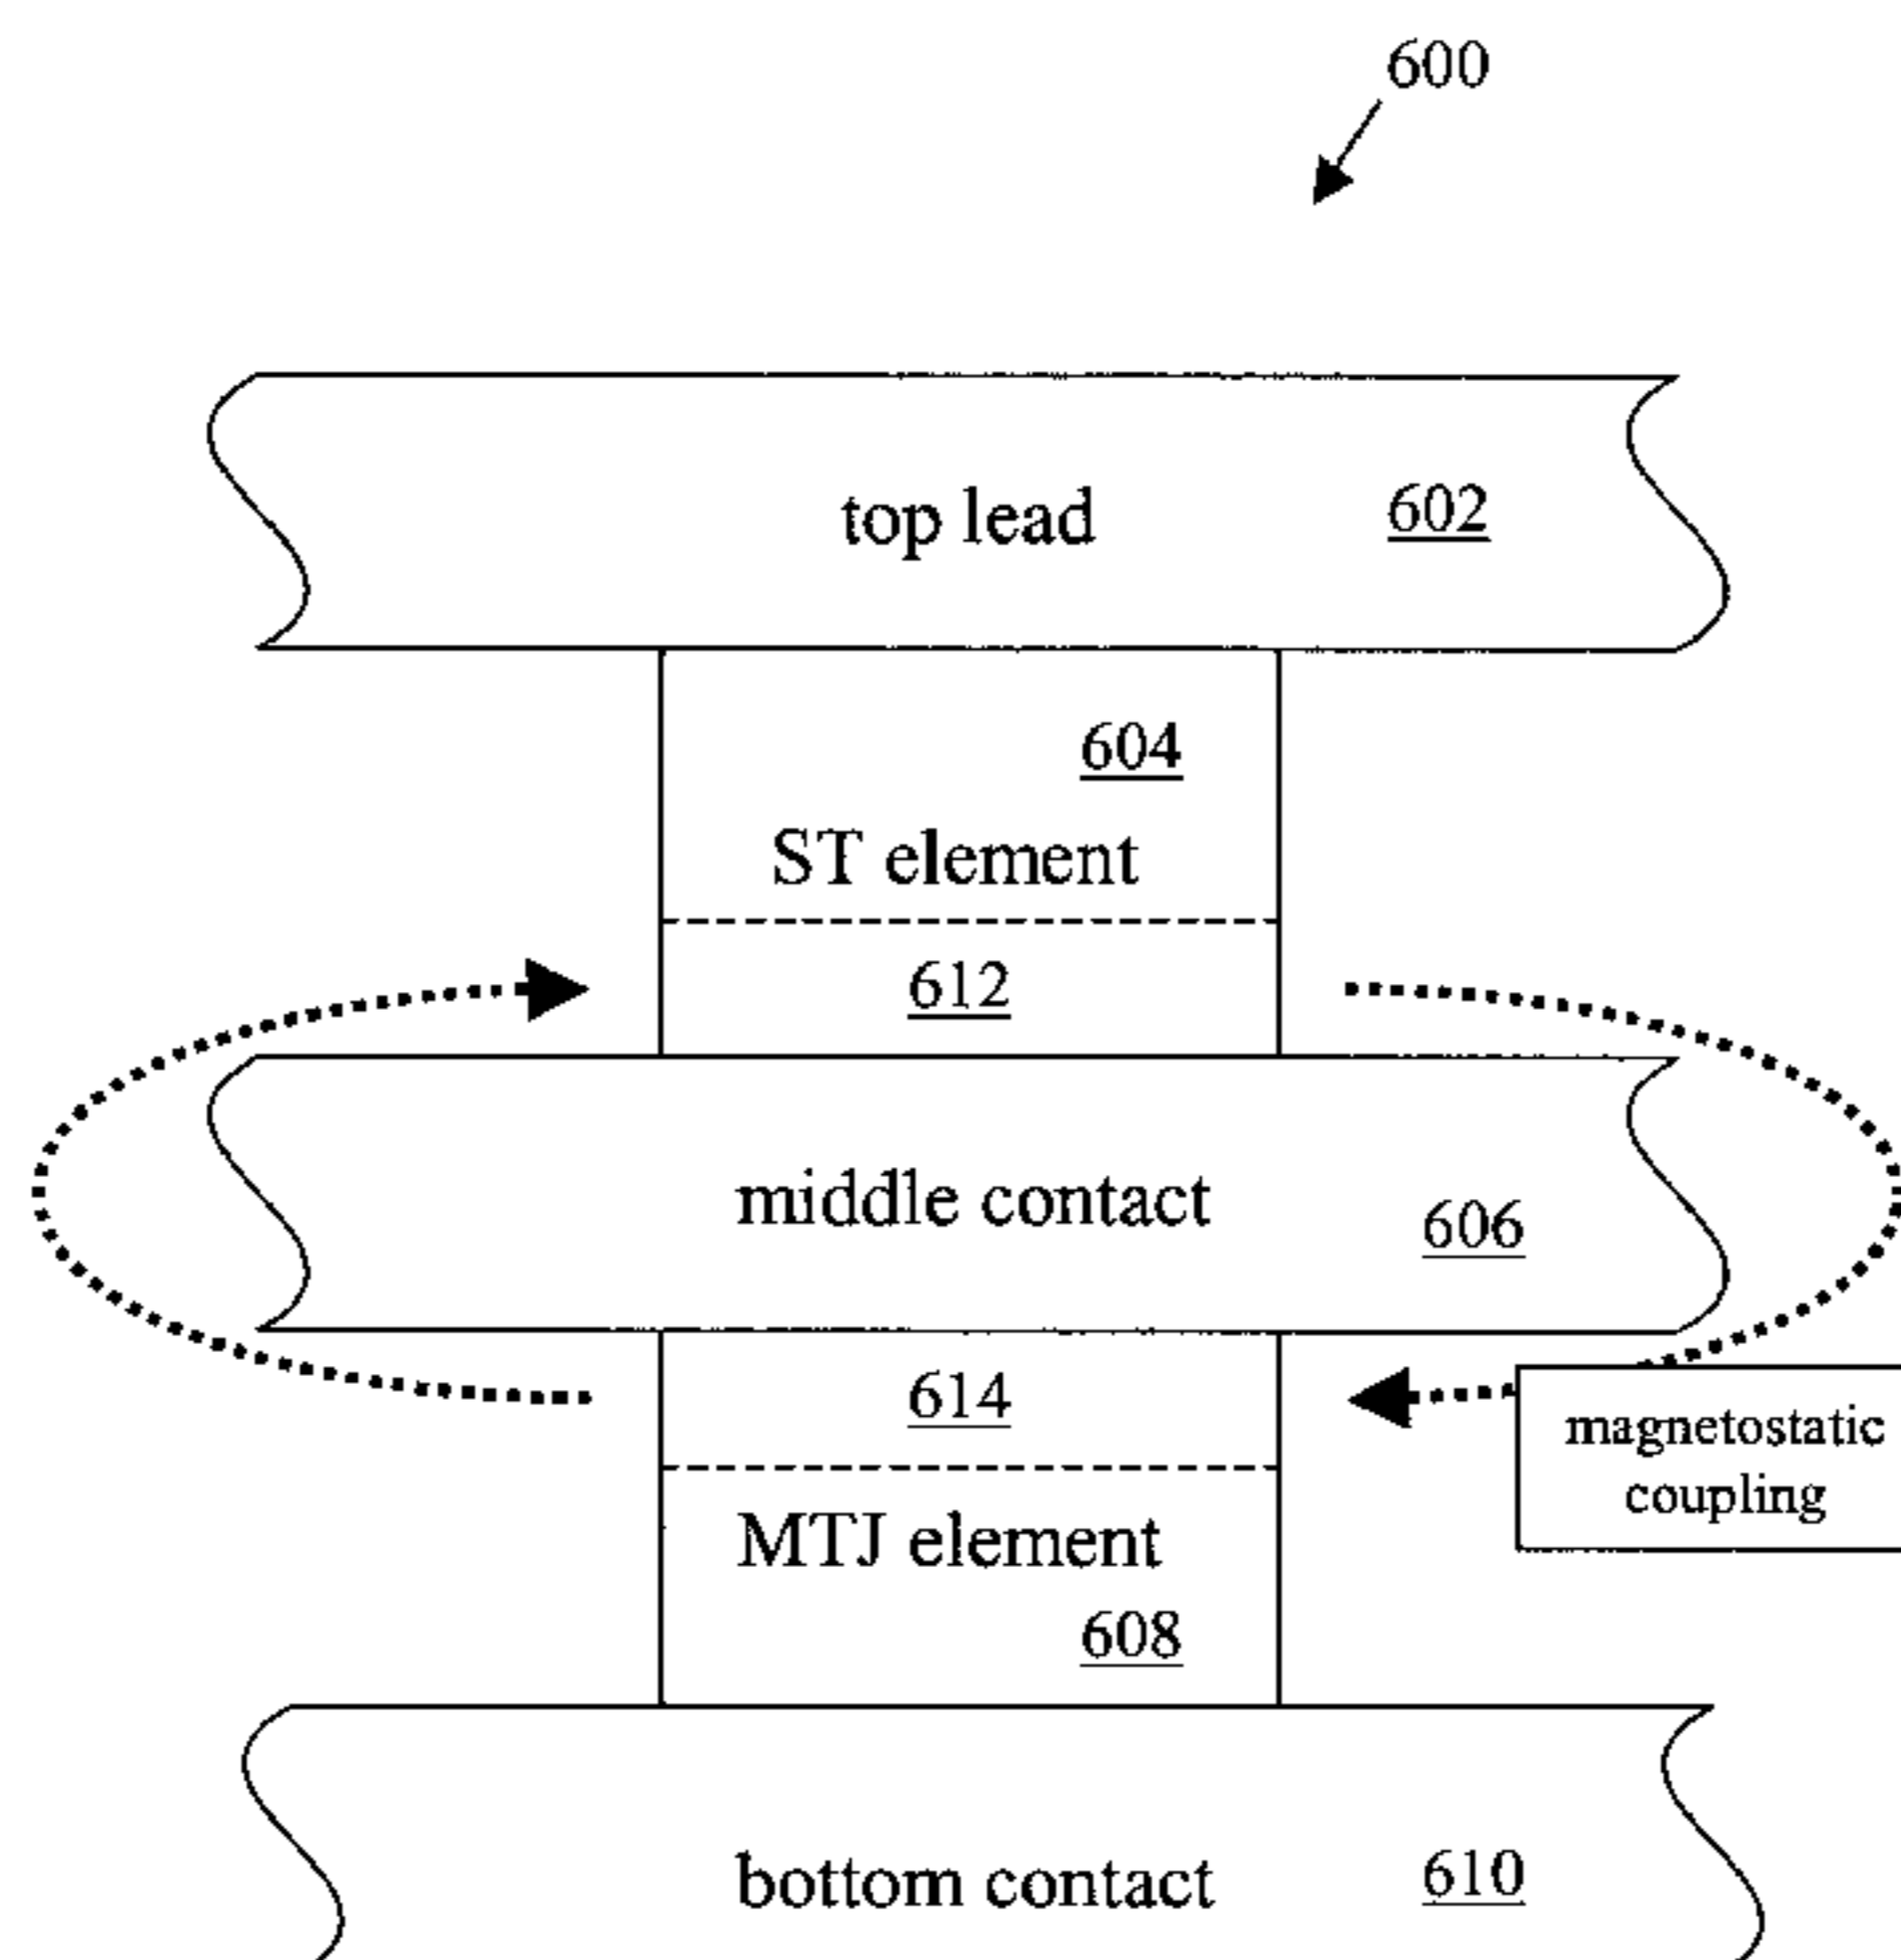 600
top lead 602
604
ST element
612
middle contact 606
614
magnetostatic
coupling
MTJ element
608
bottom contact 610